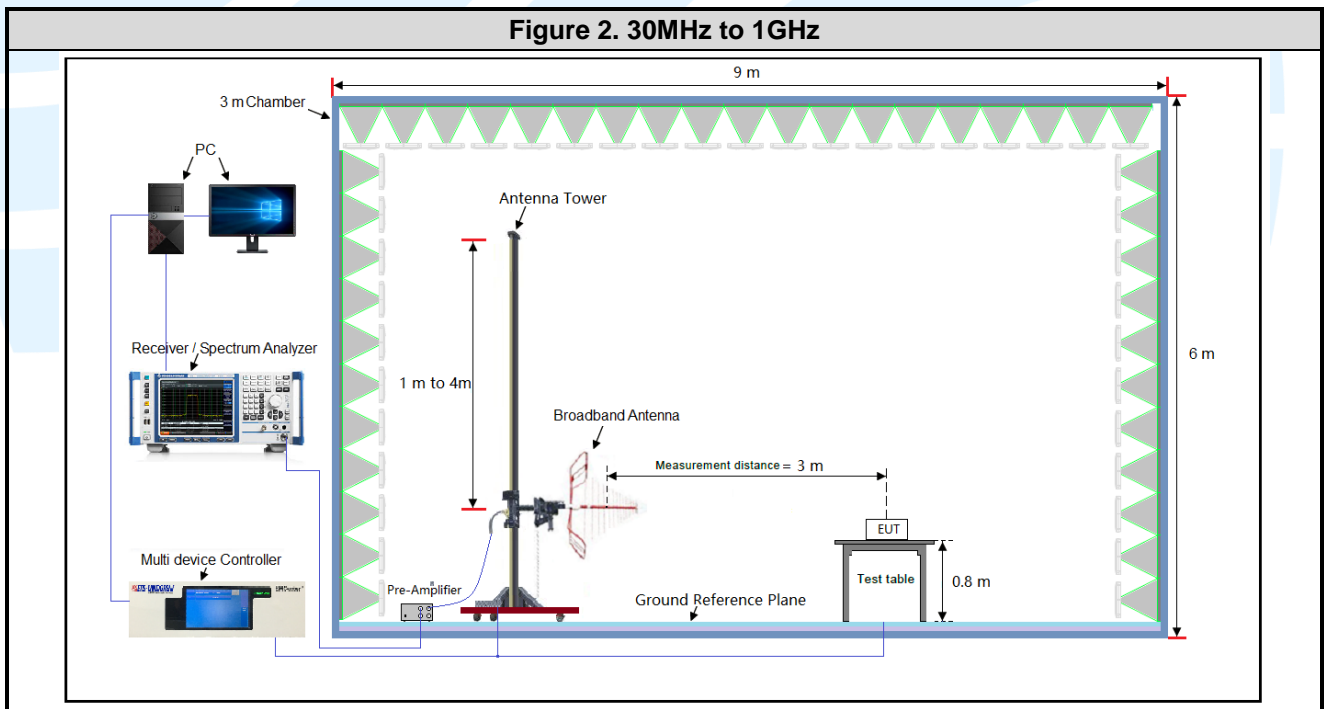 Figure 2. 30MHz to 1GHz
9 m
3 m Chamber
PC
Antenna Tower
Receiver / Spectrum Analyzer
6 m
1 m to 4m
Broadband Antenna
Measurement distance = 3 m
EUT
Multi device Controller
Test table
0.8 m
Pre-Amplifier
Ground Reference Plane